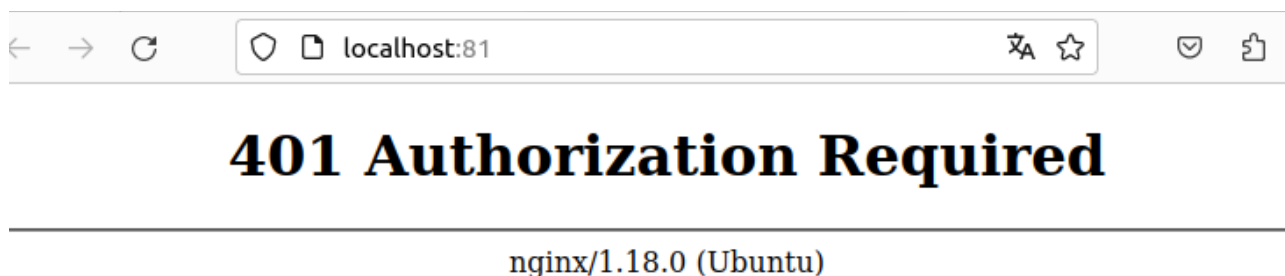 localhost:81
401 Authorization Required
nginx/1.18.0 (Ubuntu)